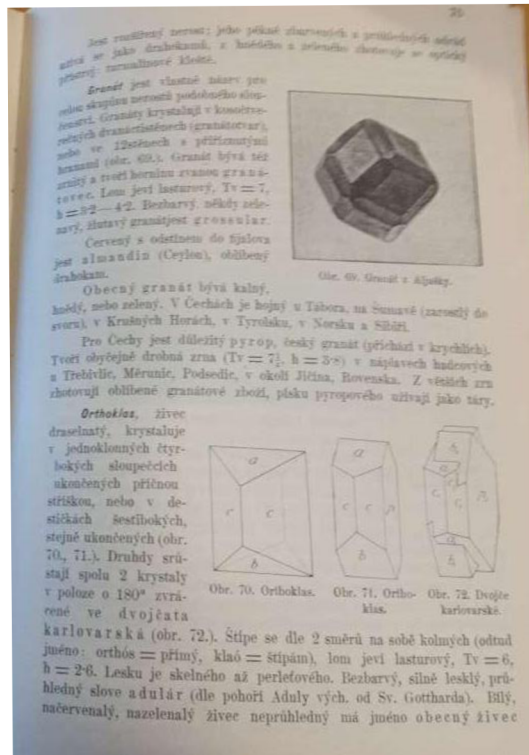 Jest rozšířený nerost; jeho pěkně zbarvených a průhledných odrůd
užívá se jako drahokamů, z hnědého a zeleného zhotovuje se optický
přístroj: turmalinové kleště.
Granát jest vlastně název pro
celou skupinu nerostů podobného slou-
čenství. Granáty krystalují v kosočtve-
rečných dvanáctistěnech (granátotvar),
nebo ve 12stěnech s přiříznutými
hranami (obr. 69.). Granát bývá též
zrnitý a tvoří horninu zvanou graná-
tovec. Lom jeví lasturový, Tv = 7,
h = 3·2 — 4·2. Bezbarvý, někdy zele-
navý, žlutavý granát jest grossular.
Červený s odstínem do fijalova
jest almandin (Ceylon), oblíbený
drahokam.
Obr. 69. Granát z Aljašky.
Obecný granát bývá kalný,
hnědý, nebo zelený. V Čechách je hojný u Tábora, na Šumavě (zarostlý do
svoru), v Krušných Horách, v Tyrolsku, v Norsku a Sibiři.
Pro Čechy jest důležitý pyrop, český granát (přichází v krychlích).
Tvoří obyčejně drobná zrna (Tv = 7½, h = 3·8) v náplavech hadcových
u Třebívlic, Měrunic, Podsedic, v okolí Jičína, Rovenska. Z větších zrn
zhotovují oblíbené granátové zboží, písku pyropového užívají jako táry.
Orthoklas, živec
draselnatý, krystaluje
v jednoklonných čtyr-
bokých sloupečcích
ukončených příčnou
stříškou, nebo v de-
stičkách šestibokých,
stejně ukončených (obr.
70., 71.). Druhdy srů-
stají spolu 2 krystaly
v poloze o 180° zvrá-
cené ve dvojčata
a
c c
b
Obr. 70. Orthoklas.
a
c c
b
Obr. 71. Ortho-
klas.
Obr. 72. Dvojče
karlovarské.
karlovarská (obr. 72.). Štípe se dle 2 směrů na sobě kolmých (odtud
jméno: orthós = přímý, klaó = štípám), lom jeví lasturový, Tv = 6,
h = 2·6. Lesku je skelného až perleťového. Bezbarvý, silně lesklý, prů-
hledný slove adulár (dle pohoří Aduly vých. od Sv. Gottharda). Bílý,
načervenalý, nazelenalý živec neprůhledný má jméno obecný živec